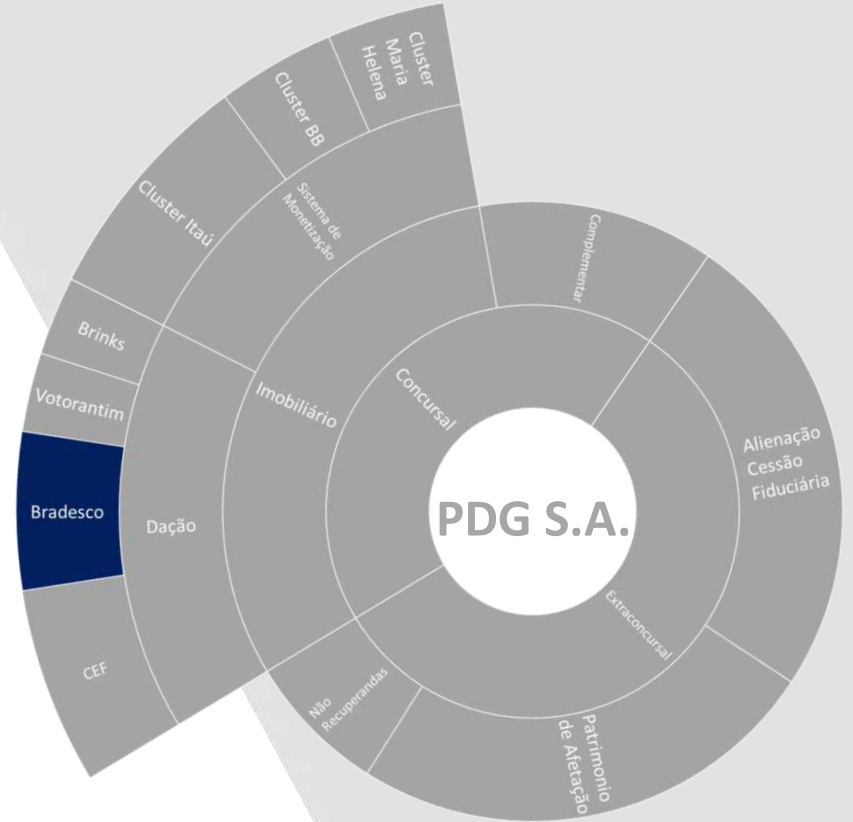 Cluster
Maria
Helena
Cluster BB
Cluster Itaú
Sistema de
Monetização
Complementar
Brinks
Votorantim
Imobiliário
Concursal
Alienação
Cessão
Fiduciária
Bradesco
Dação
PDG S.A.
CEF
Extraconcursal
Não
Recuperandas
Patrimonio
de Afetação